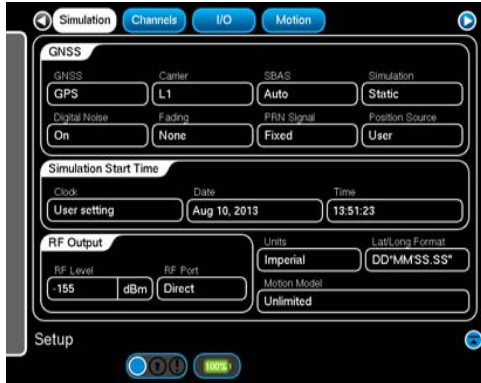 Simulation Channels I/O Motion
GNSS
GNSS Carrier SBAS Simulation
GPS L1 Auto Static
Digital Noise Fading PRN Signal Position Source
On None Fixed User
Simulation Start Time
Clock Date Time
User setting Aug 10, 2013 13:51:23
RF Output
Units Lat/Long Format
Imperial DD°MM'SS.SS"
RF Level RF Port
-155 dBm Direct
Motion Model
Unlimited
Setup
100%